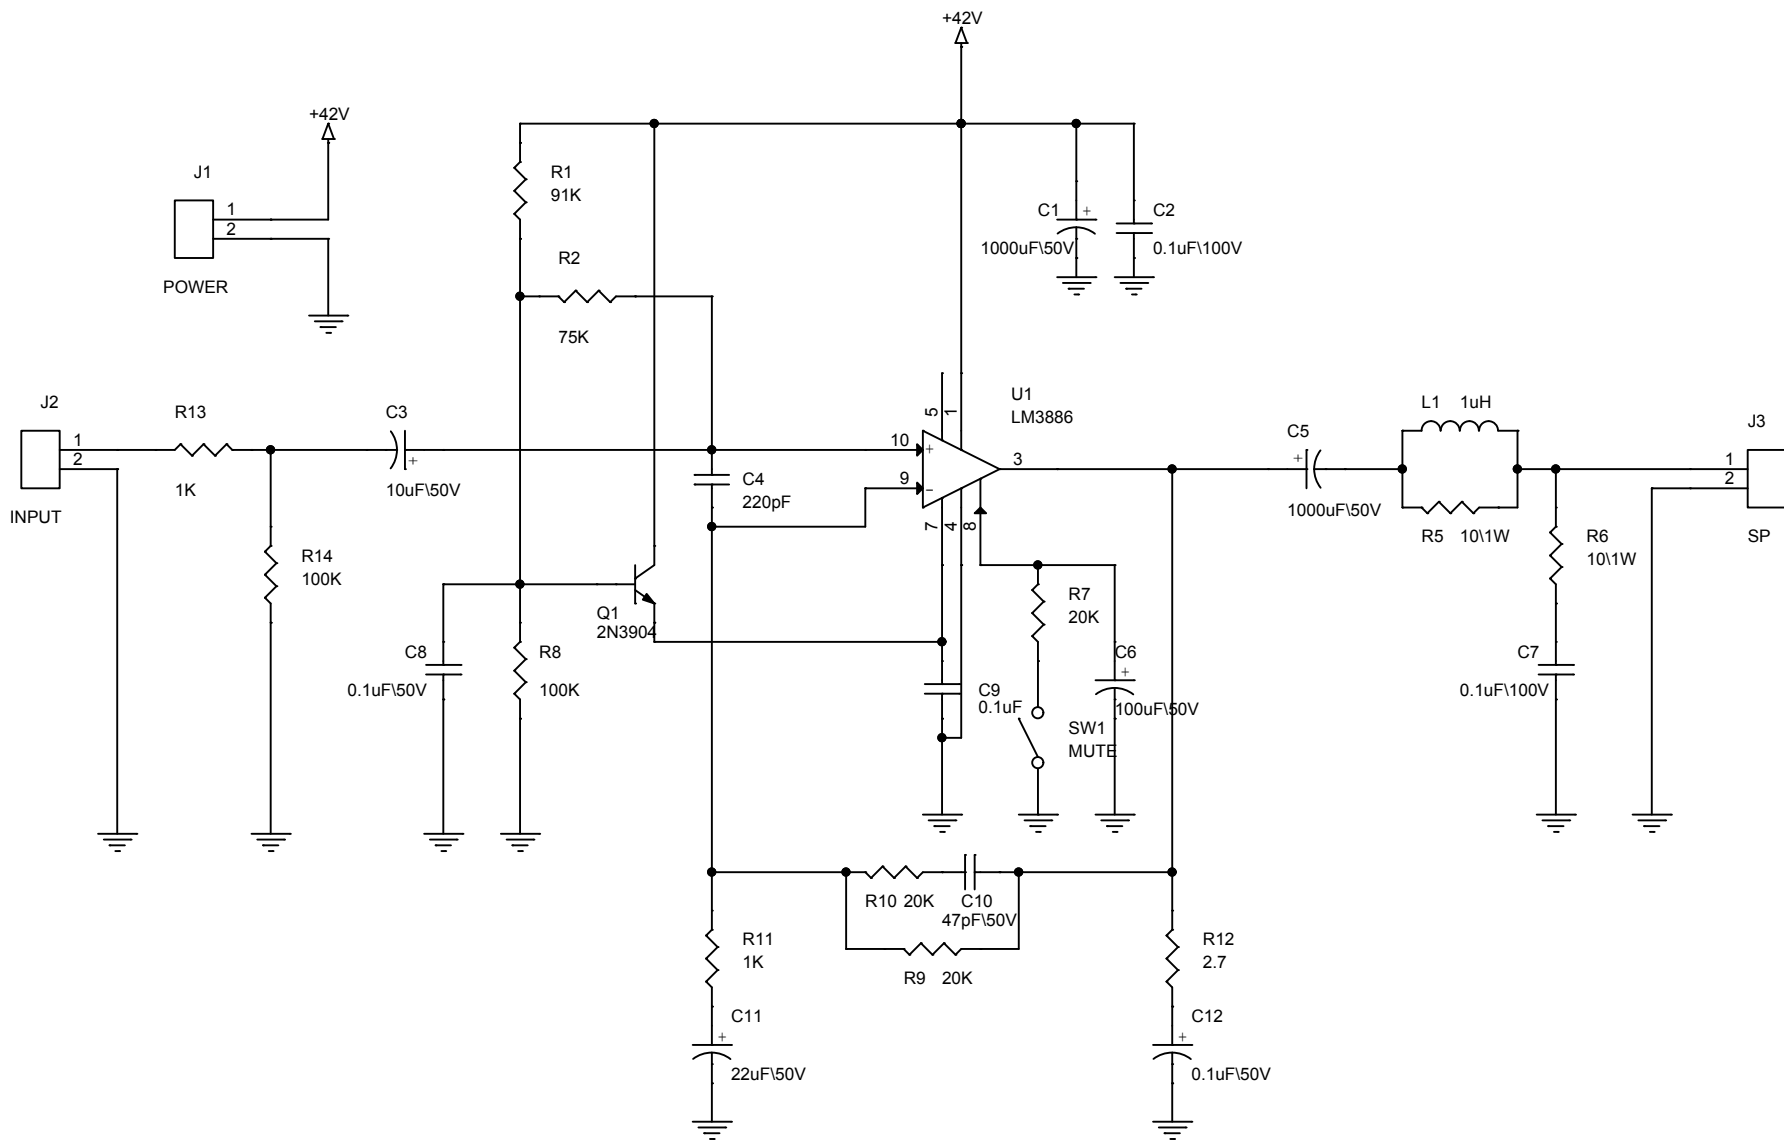 +42V
+42V
J1
1
2
POWER
R1
91K
R2
75K
C1
+
1000uF\50V
C2
0.1uF\100V
J2
1
2
INPUT
R13
1K
R14
100K
C3
+
10uF\50V
C4
220pF
10
9
+
-
5
1
7
4
8
3
U1
LM3886
C5
+
1000uF\50V
L1 1uH
R5 10\1W
J3
1
2
SP
R6
10\1W
C7
0.1uF\100V
Q1
2N3904
C8
0.1uF\50V
R8
100K
C9
0.1uF
R7
20K
SW1
MUTE
C6
+
100uF\50V
R10 20K
C10
47pF\50V
R9 20K
R11
1K
C11
+
22uF\50V
R12
2.7
C12
+
0.1uF\50V